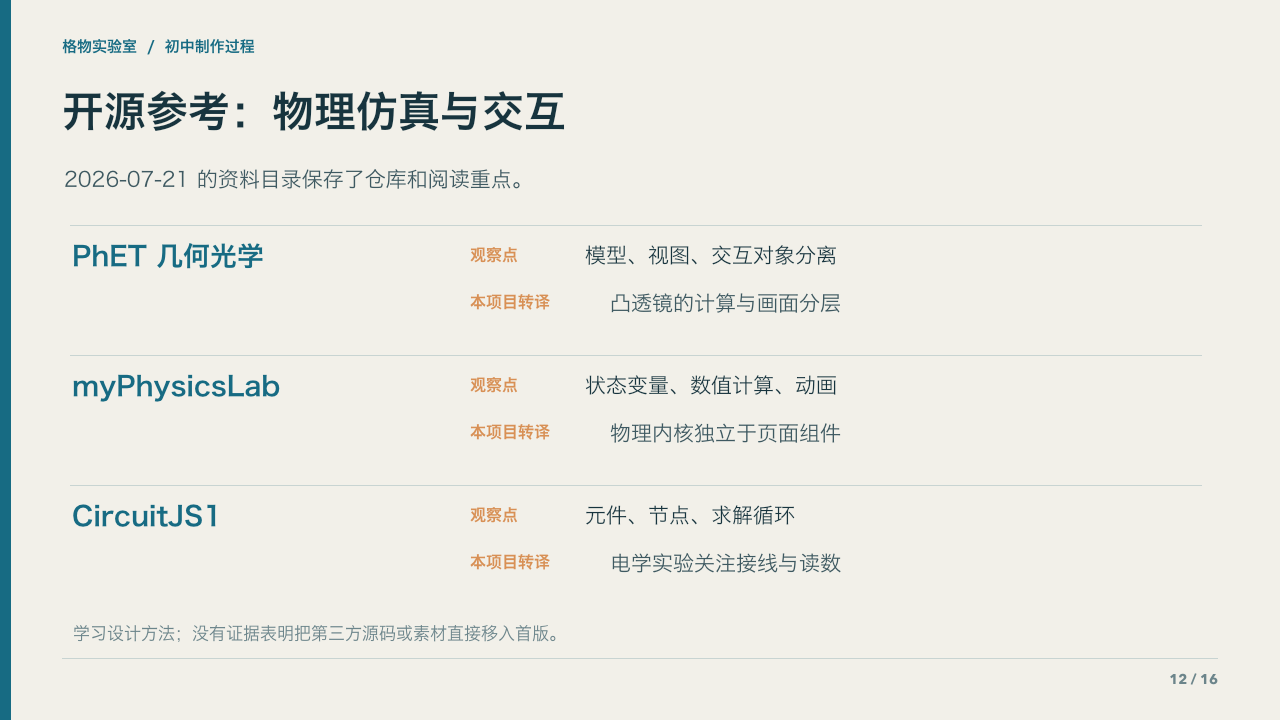 格物实验室 / 初中制作过程
开源参考：物理仿真与交互
2026-07-21 的资料目录保存了仓库和阅读重点。
PhET 几何光学
观察点 模型、视图、交互对象分离
本项目转译 凸透镜的计算与画面分层
myPhysicsLab
观察点 状态变量、数值计算、动画
本项目转译 物理内核独立于页面组件
CircuitJS1
观察点 元件、节点、求解循环
本项目转译 电学实验关注接线与读数
学习设计方法；没有证据表明把第三方源码或素材直接移入首版。
12 / 16